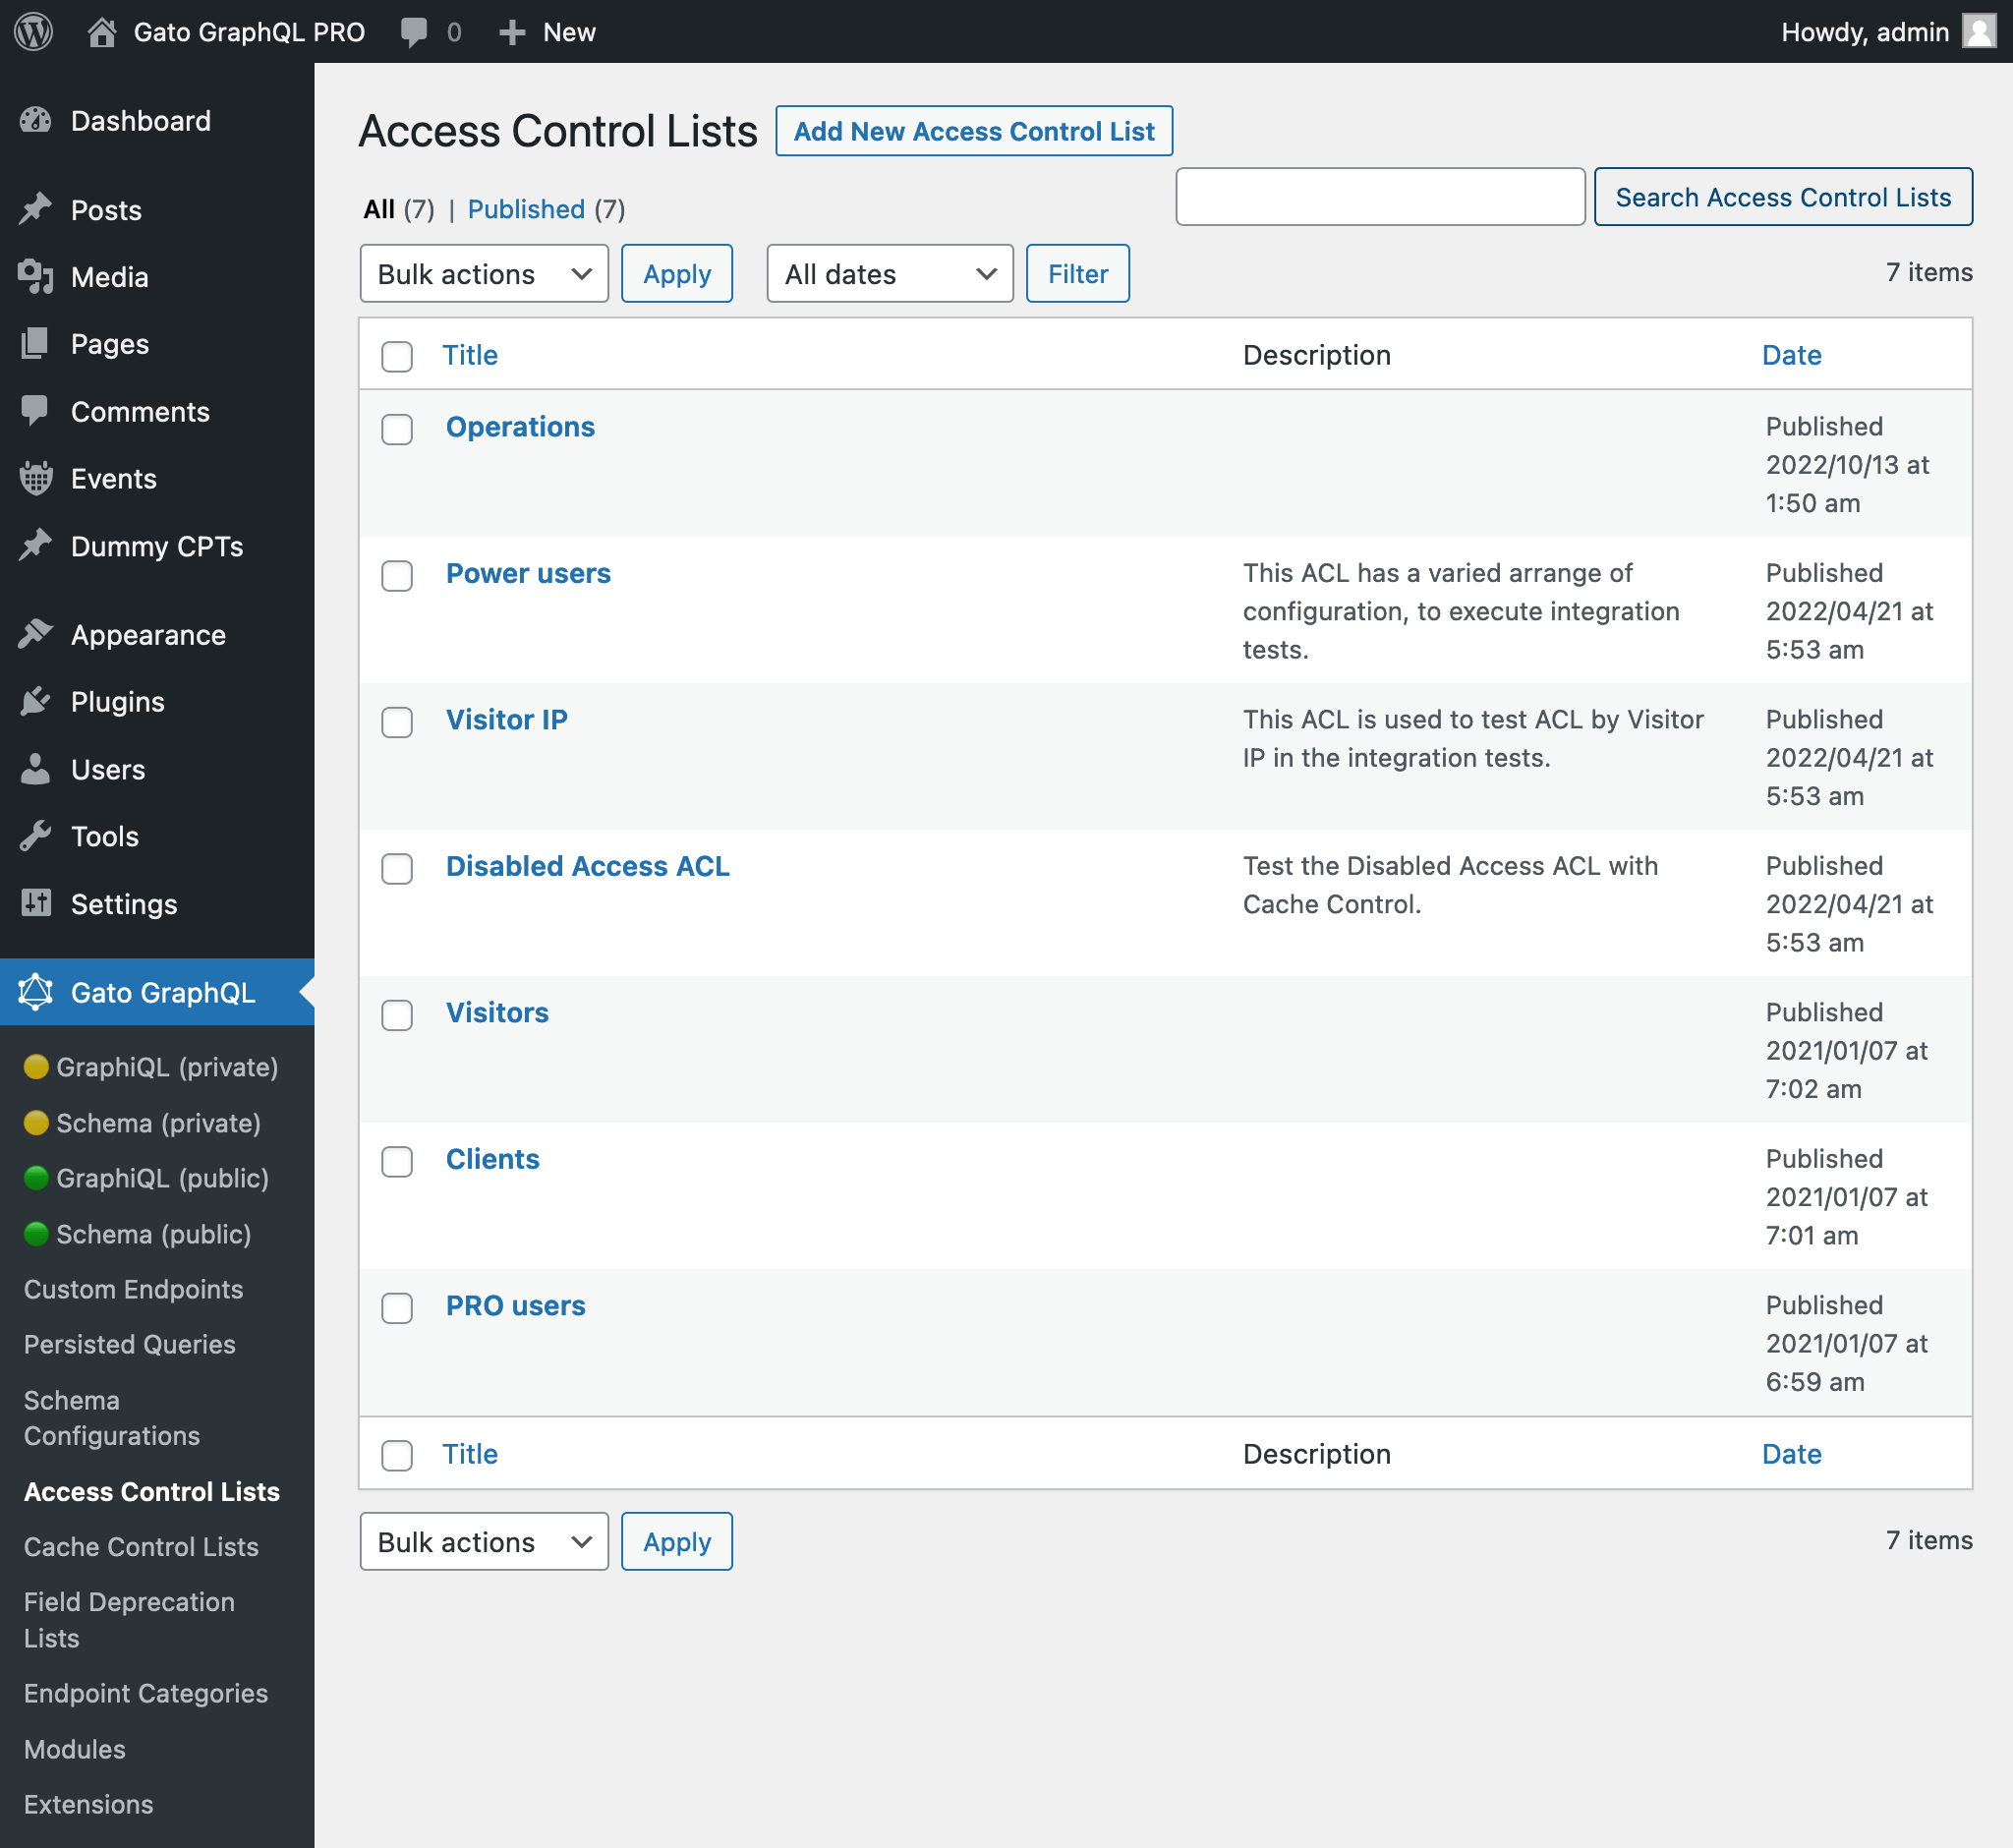 Gato GraphQL PRO
0
New
Howdy, admin
Dashboard
Posts
Media
Pages
Comments
Events
Dummy CPTs
Appearance
Plugins
Users
Tools
Settings
Gato GraphQL
GraphiQL (private)
Schema (private)
GraphiQL (public)
Schema (public)
Custom Endpoints
Persisted Queries
Schema
Configurations
Access Control Lists
Cache Control Lists
Field Deprecation
Lists
Endpoint Categories
Modules
Extensions
Access Control Lists
Add New Access Control List
All (7) | Published (7)
Search Access Control Lists
Bulk actions
Apply
All dates
Filter
7 items
Title
Description
Date
Operations
Published
2022/10/13 at
1:50 am
Power users
This ACL has a varied arrange of
configuration, to execute integration
tests.
Published
2022/04/21 at
5:53 am
Visitor IP
This ACL is used to test ACL by Visitor
IP in the integration tests.
Published
2022/04/21 at
5:53 am
Disabled Access ACL
Test the Disabled Access ACL with
Cache Control.
Published
2022/04/21 at
5:53 am
Visitors
Published
2021/01/07 at
7:02 am
Clients
Published
2021/01/07 at
7:01 am
PRO users
Published
2021/01/07 at
6:59 am
Title
Description
Date
Bulk actions
Apply
7 items